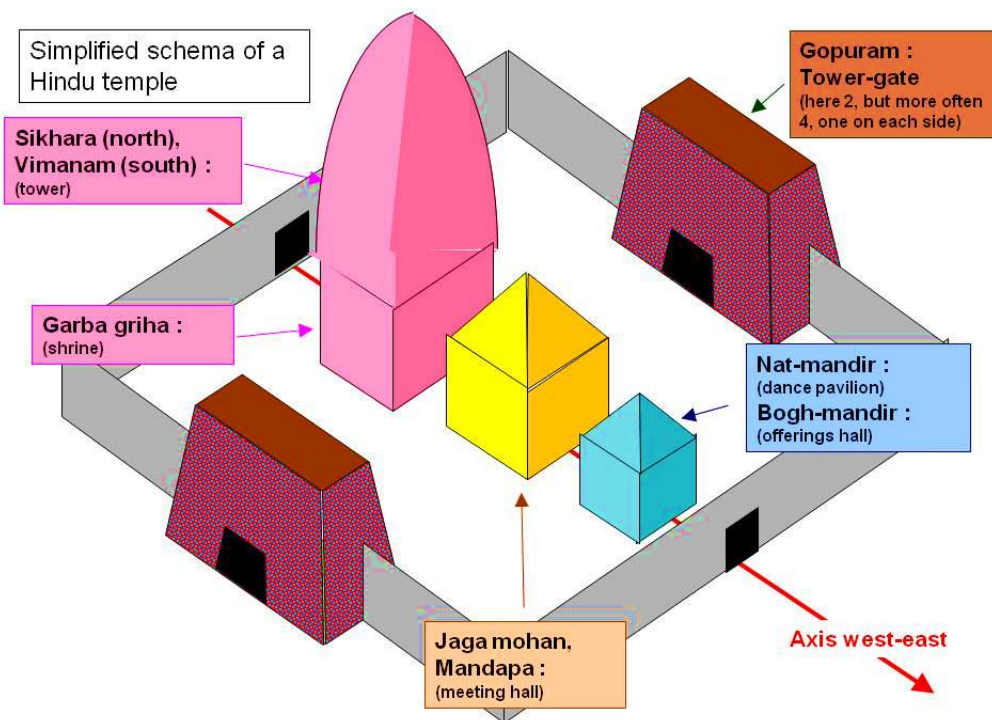 Simplified schema of a
Hindu temple
Gopuram :
Tower-gate
(here 2, but more often
4, one on each side)
Sikhara (north),
Vimanam (south) :
(tower)
Garba griha :
(shrine)
Nat-mandir :
(dance pavilion)
Bogh-mandir :
(offerings hall)
Jaga mohan,
Mandapa :
(meeting hall)
Axis west-east